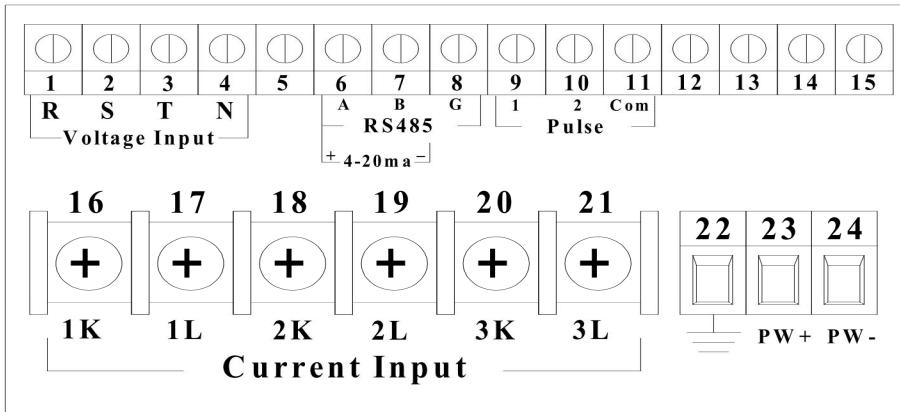 1 2 3 4 5 6 7 8 9 10 11 12 13 14 15
R S T N A B G 1 2 Com
Voltage Input RS485 Pulse
+ 4-20ma −
16 17 18 19 20 21
22 23 24
1K 1L 2K 2L 3K 3L
PW+ PW-
Current Input